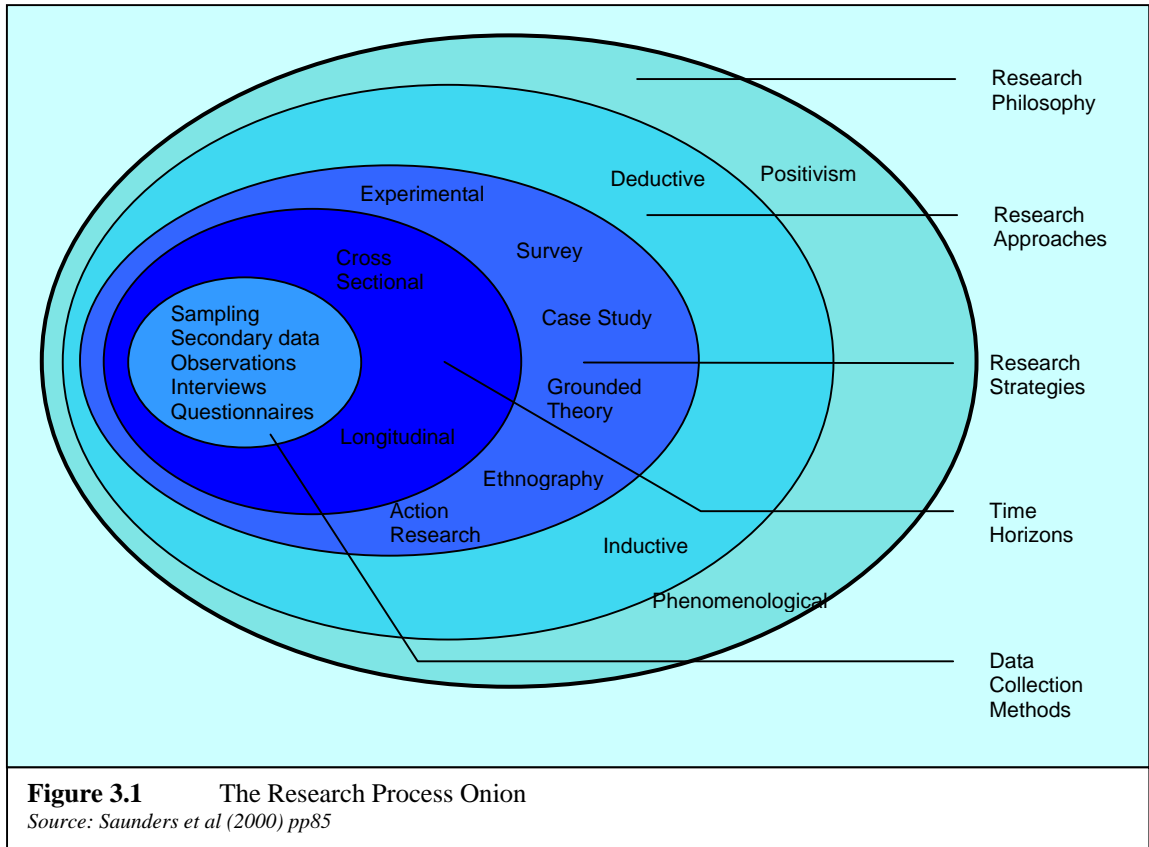 Research
Philosophy
Positivism
Deductive
Experimental
Research
Approaches
Survey
Cross
Sectional
Sampling
Secondary data
Observations
Interviews
Questionnaires
Case Study
Research
Strategies
Grounded
Theory
Longitudinal
Ethnography
Action
Research
Time
Horizons
Inductive
Phenomenological
Data
Collection
Methods
Figure 3.1 The Research Process Onion
Source: Saunders et al (2000) pp85